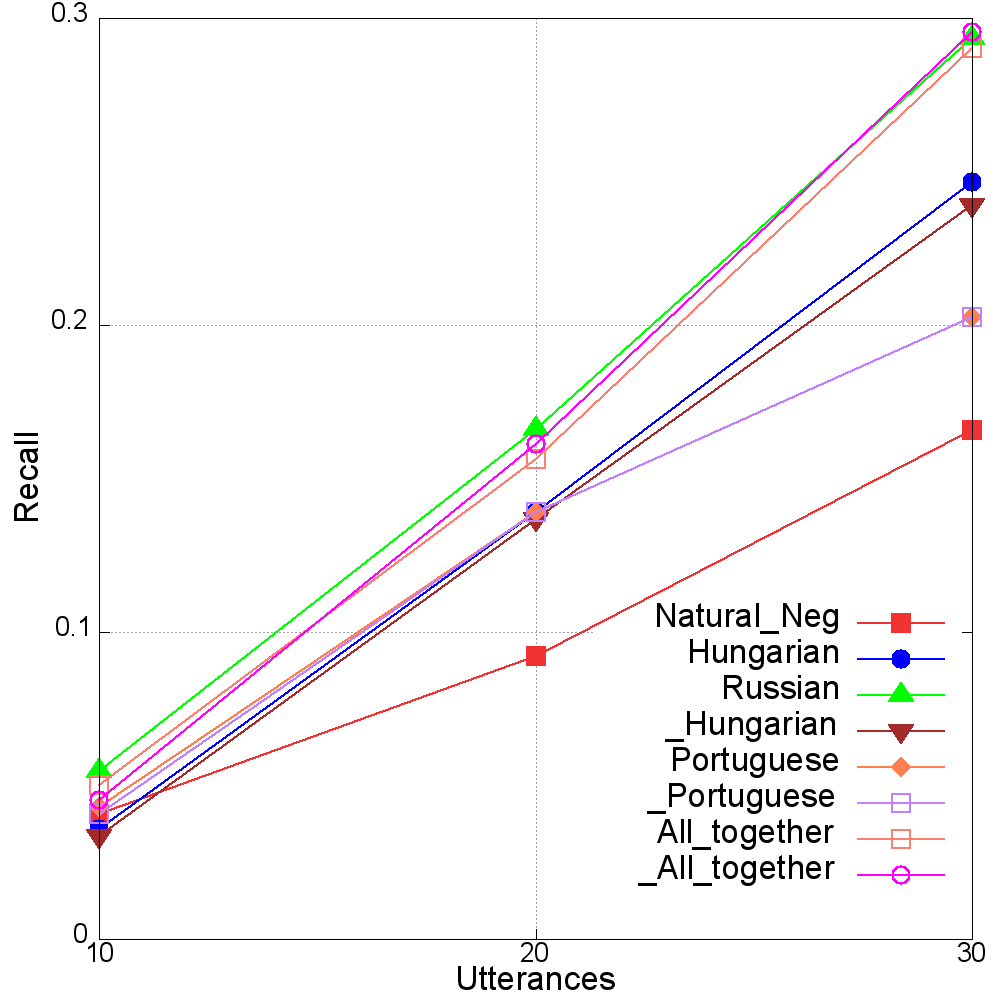 0.3
0.2
0.1
0
Recall
Natural_Neg
Hungarian
Russian
_Hungarian
Portuguese
_Portuguese
All_together
_All_together
10 20 30
Utterances